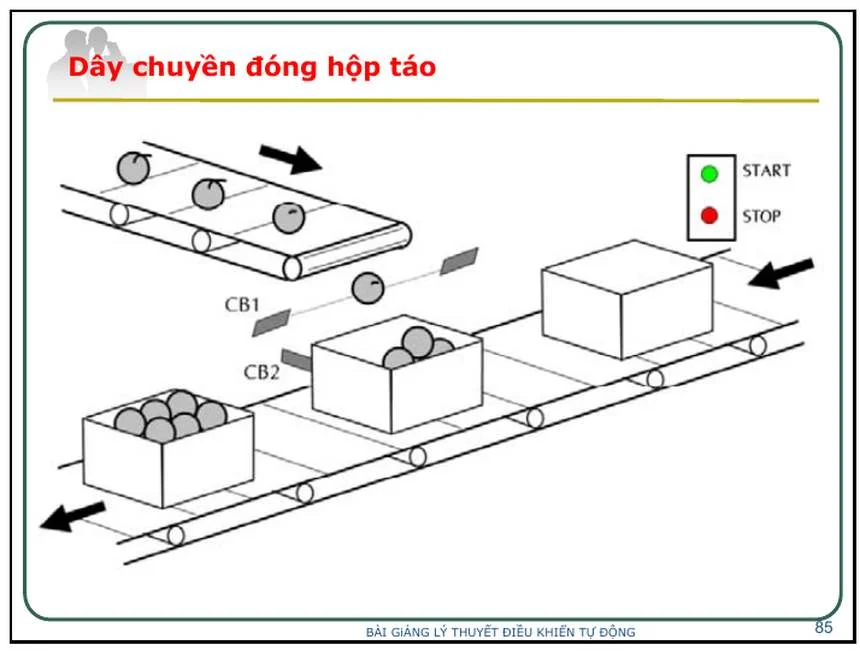 Dây chuyền đóng hộp táo
START
STOP
CB1
CB2
BÀI GiẢNG LÝ THUYẾT ĐIỀU KHIỂN TỰ ĐỘNG
85